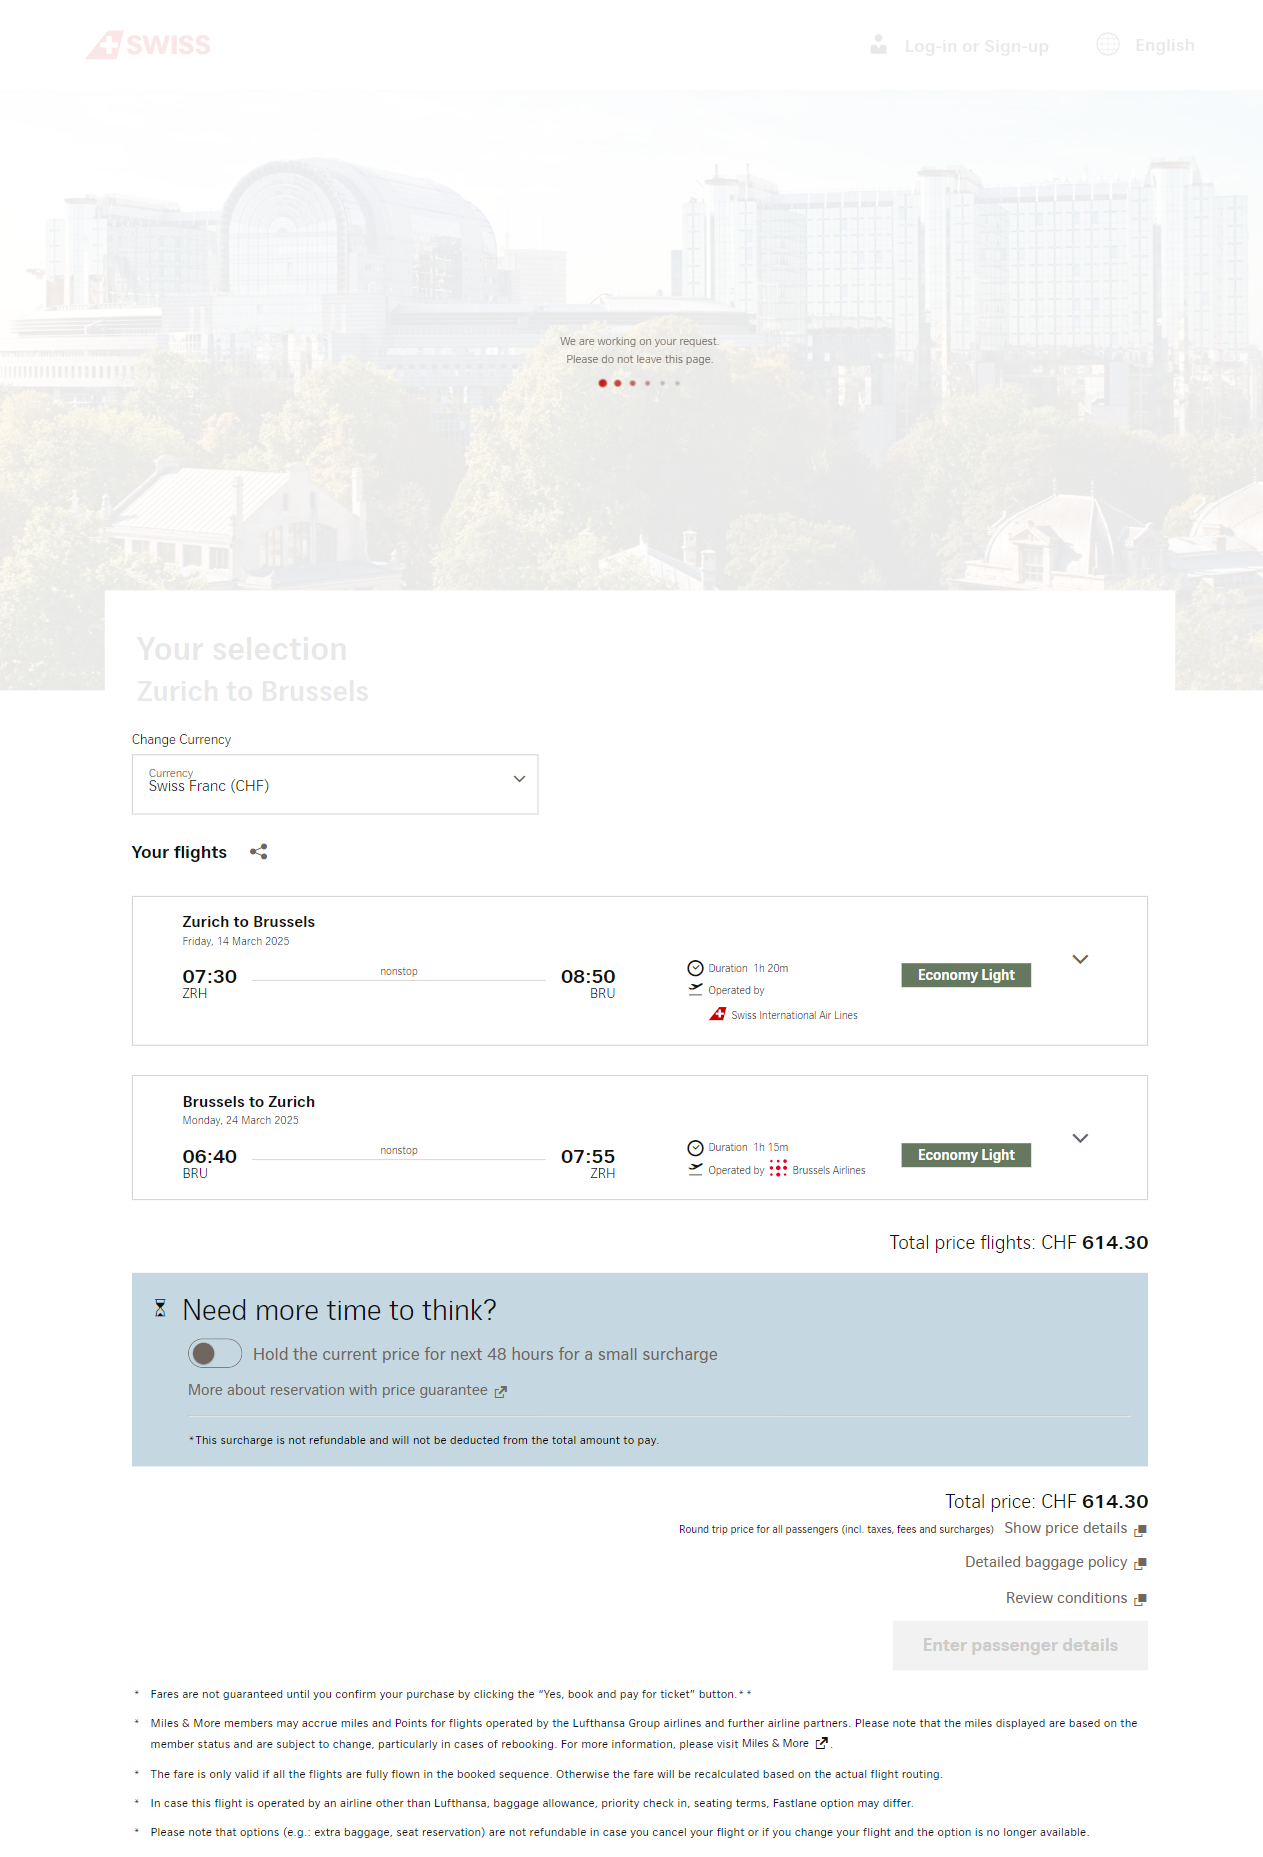 SWISS
Log-in or Sign-up
English
We are working on your request.
Please do not leave this page.
Your selection
Zurich to Brussels
Change Currency
Currency
Swiss Franc (CHF)
Your flights
Zurich to Brussels
Friday, 14 March 2025
07:30
nonstop
08:50
ZRH
BRU
Duration 1h 20m
Operated by
Swiss International Air Lines
Economy Light
Brussels to Zurich
Monday, 24 March 2025
06:40
nonstop
07:55
BRU
ZRH
Duration 1h 15m
Operated by Brussels Airlines
Economy Light
Total price flights: CHF 614.30
Need more time to think?
Hold the current price for next 48 hours for a small surcharge
More about reservation with price guarantee
*This surcharge is not refundable and will not be deducted from the total amount to pay.
Total price: CHF 614.30
Round trip price for all passengers (incl. taxes, fees and surcharges) Show price details
Detailed baggage policy
Review conditions
Enter passenger details
* Fares are not guaranteed until you confirm your purchase by clicking the “Yes, book and pay for ticket” button.**
* Miles & More members may accrue miles and Points for flights operated by the Lufthansa Group airlines and further airline partners. Please note that the miles displayed are based on the
member status and are subject to change, particularly in cases of rebooking. For more information, please visit Miles & More .
* The fare is only valid if all the flights are fully flown in the booked sequence. Otherwise the fare will be recalculated based on the actual flight routing.
* In case this flight is operated by an airline other than Lufthansa, baggage allowance, priority check in, seating terms, Fastlane option may differ.
* Please note that options (e.g.: extra baggage, seat reservation) are not refundable in case you cancel your flight or if you change your flight and the option is no longer available.